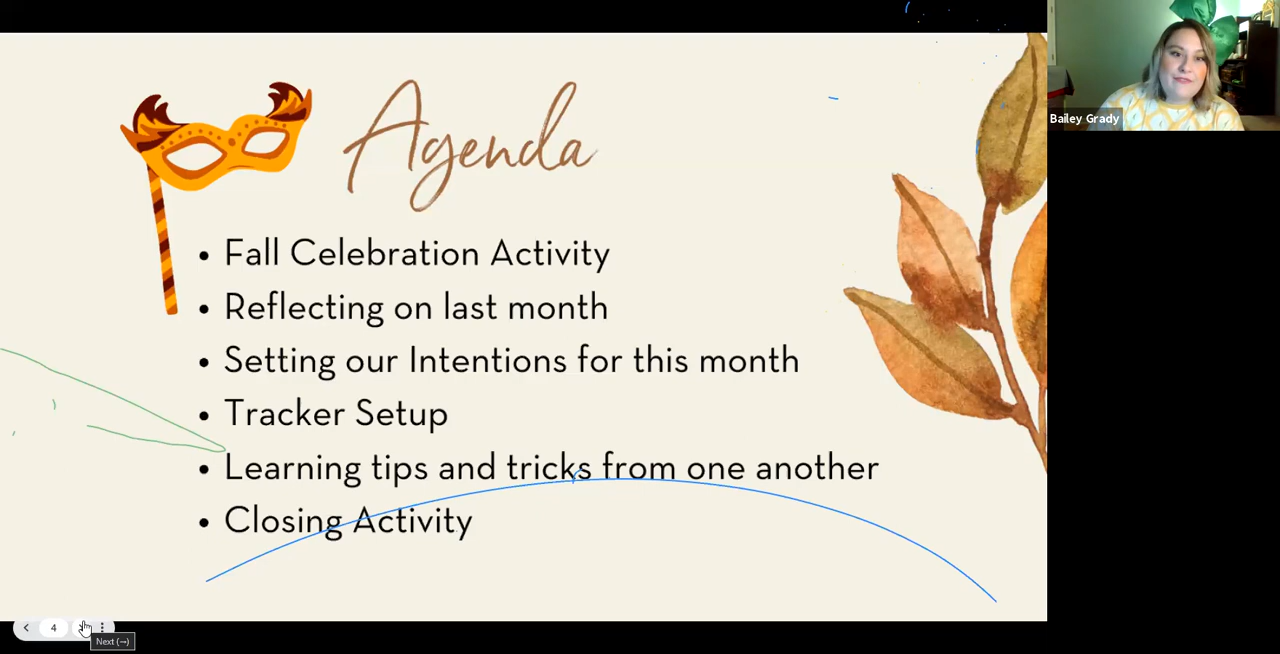 Agenda
Bailey Grady
• Fall Celebration Activity
• Reflecting on last month
• Setting our Intentions for this month
• Tracker Setup
• Learning tips and tricks from one another
• Closing Activity
4
Next (→)